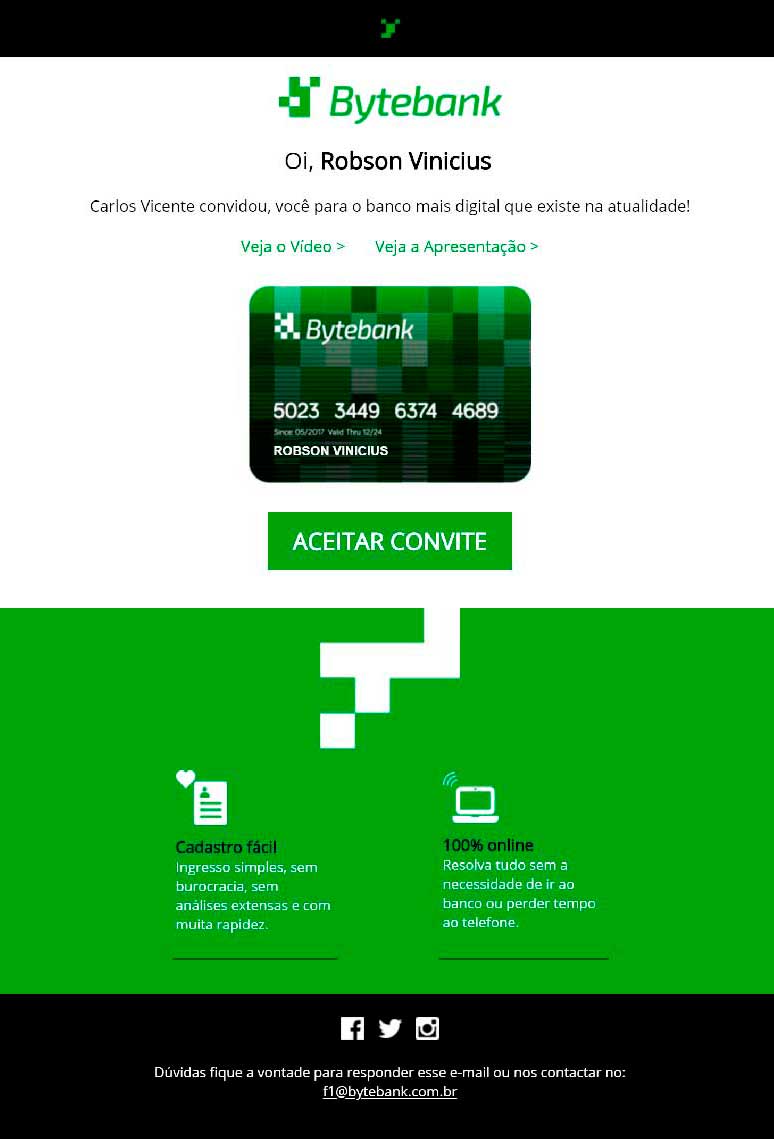 Bytebank
Oi, Robson Vinicius
Carlos Vicente convidou, você para o banco mais digital que existe na atualidade!
Veja o Vídeo > Veja a Apresentação >
Bytebank
5023 3449 6374 4689
Since 05/2017 Valid Thru 12/24
ROBSON VINICIUS
ACEITAR CONVITE
Cadastro fácil
Ingresso simples, sem
burocracia, sem
análises extensas e com
muita rapidez.
100% online
Resolva tudo sem a
necessidade de ir ao
banco ou perder tempo
ao telefone.
Dúvidas fique a vontade para responder esse e-mail ou nos contactar no:
f1@bytebank.com.br